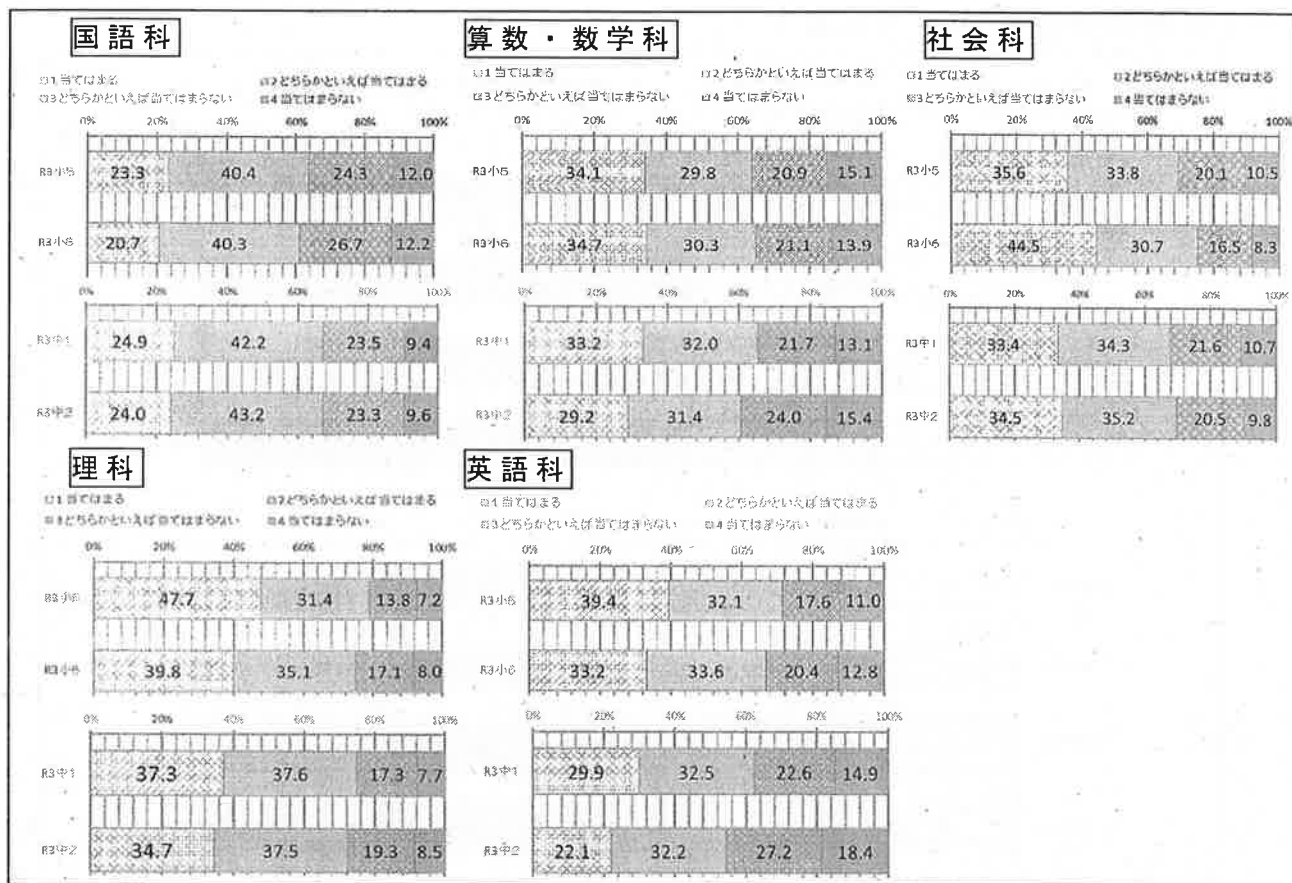 国語科
□1当てはまる □2どちらかといえば当てはまる
□3どちらかといえば当てはまらない □4当てはまらない
0% 20% 40% 60% 80% 100%
R3小5 23.3 40.4 24.3 12.0
R3小6 20.7 40.3 26.7 12.2
0% 20% 40% 60% 80% 100%
R3中1 24.9 42.2 23.5 9.4
R3中2 24.0 43.2 23.3 9.6
算数・数学科
□1当てはまる □2どちらかといえば当てはまる
□3どちらかといえば当てはまらない □4当てはまらない
0% 20% 40% 60% 80% 100%
R3小5 34.1 29.8 20.9 15.1
R3小6 34.7 30.3 21.1 13.9
0% 20% 40% 60% 80% 100%
R3中1 33.2 32.0 21.7 13.1
R3中2 29.2 31.4 24.0 15.4
社会科
□1当てはまる □2どちらかといえば当てはまる
□3どちらかといえば当てはまらない □4当てはまらない
0% 20% 40% 60% 80% 100%
R3小5 35.6 33.8 20.1 10.5
R3小6 44.5 30.7 16.5 8.3
0% 20% 40% 60% 80% 100%
R3中1 33.4 34.3 21.6 10.7
R3中2 34.5 35.2 20.5 9.8
理科
□1当てはまる □2どちらかといえば当てはまる
□3どちらかといえば当てはまらない □4当てはまらない
0% 20% 40% 60% 80% 100%
R3小5 47.7 31.4 13.8 7.2
R3小6 39.8 35.1 17.1 8.0
0% 20% 40% 60% 80% 100%
R3中1 37.3 37.6 17.3 7.7
R3中2 34.7 37.5 19.3 8.5
英語科
□1当てはまる □2どちらかといえば当てはまる
□3どちらかといえば当てはまらない □4当てはまらない
0% 20% 40% 60% 80% 100%
R3小5 39.4 32.1 17.6 11.0
R3小6 33.2 33.6 20.4 12.8
0% 20% 40% 60% 80% 100%
R3中1 29.9 32.5 22.6 14.9
R3中2 22.1 32.2 27.2 18.4